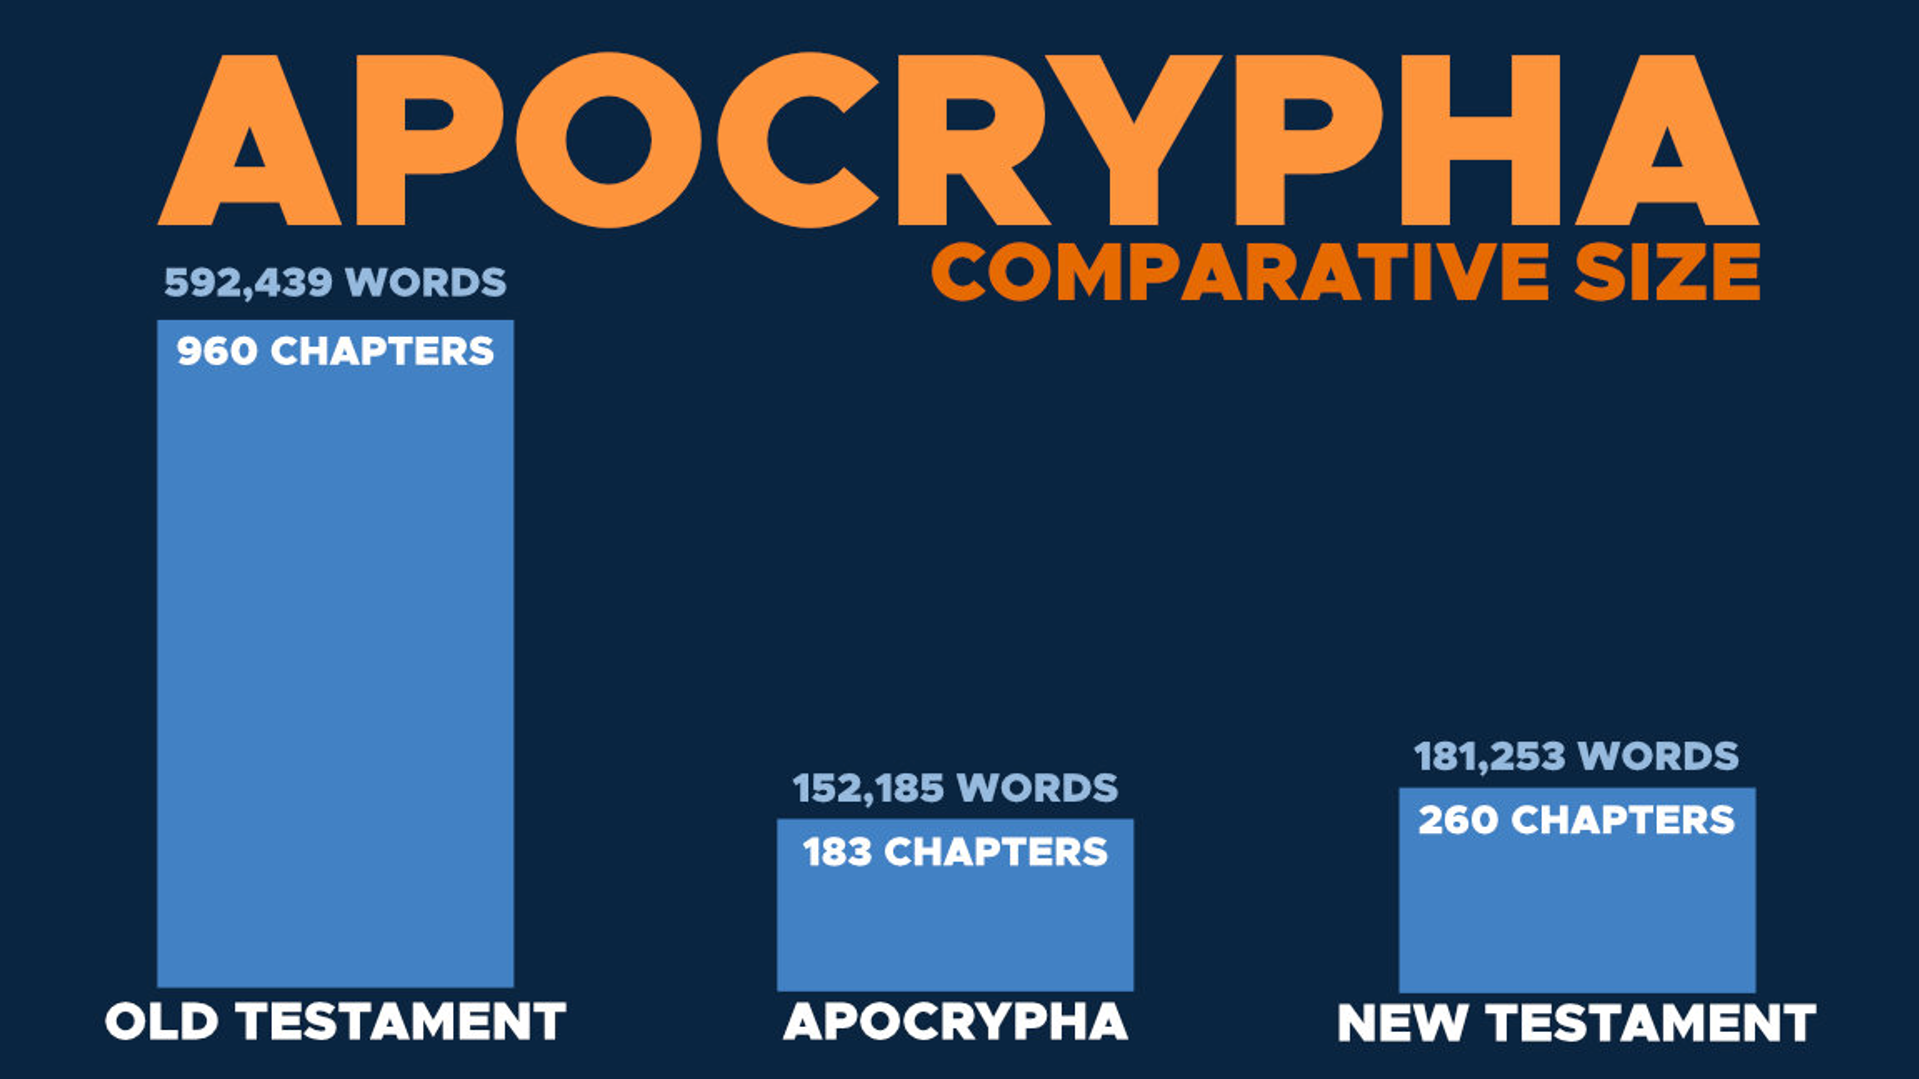 APOCRYPHA
COMPARATIVE SIZE
592,439 WORDS
960 CHAPTERS
OLD TESTAMENT
152,185 WORDS
183 CHAPTERS
APOCRYPHA
181,253 WORDS
260 CHAPTERS
NEW TESTAMENT